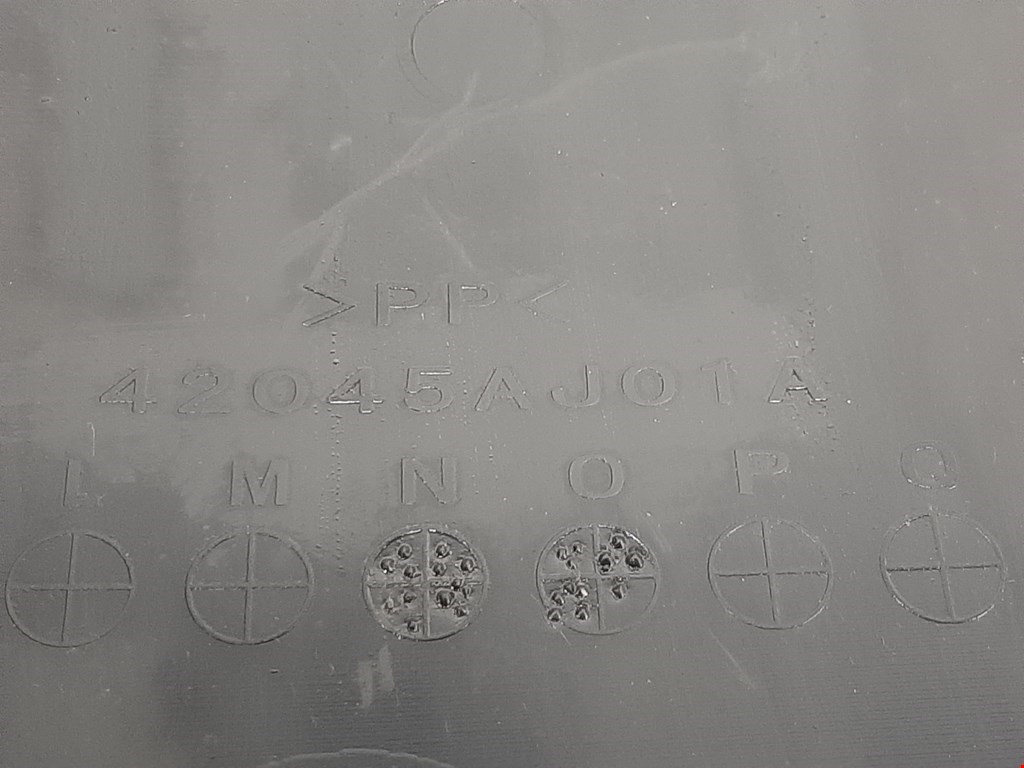 >PP<
42045AJ01A
L M N O P Q